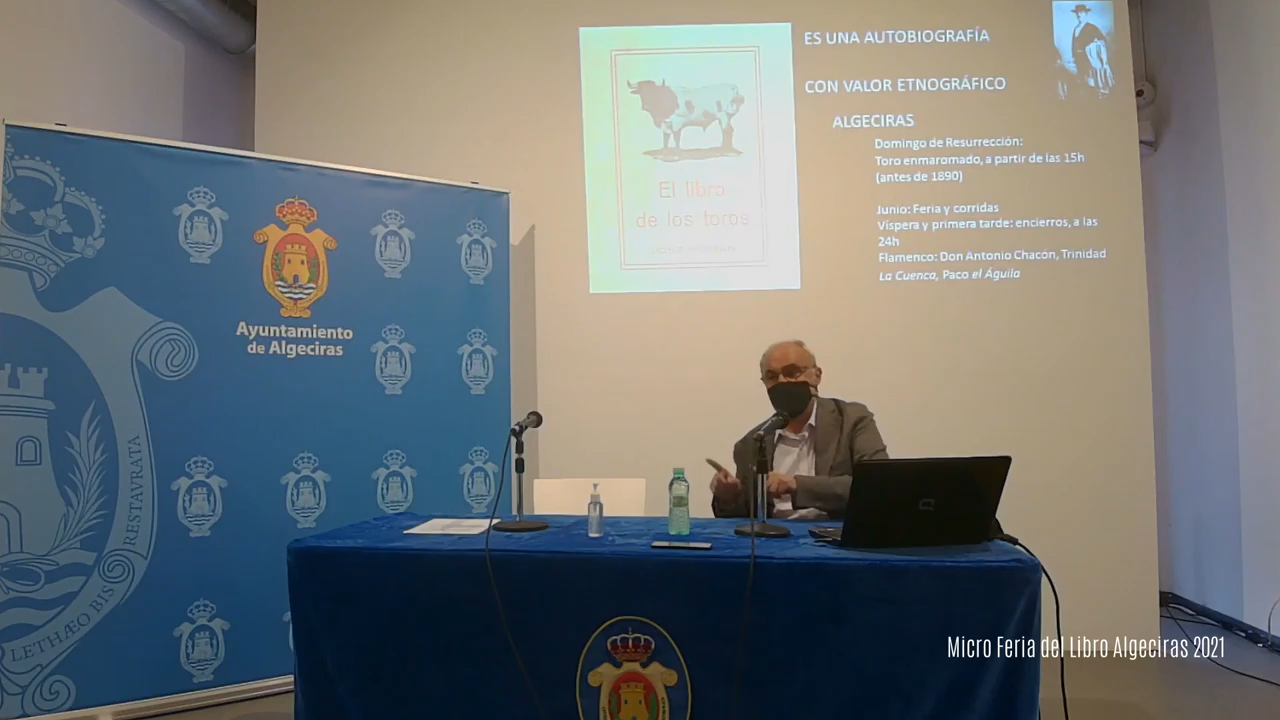 ES UNA AUTOBIOGRAFÍA
CON VALOR ETNOGRÁFICO
ALGECIRAS
Domingo de Resurrección:
Toro enmaromado, a partir de las 15h
(antes de 1890)
Junio: Feria y corridas
Víspera y primera tarde: encierros, a las
24h
Flamenco: Don Antonio Chacón, Trinidad
La Cuenca, Paco el Águila
El libro
de los toros
Ayuntamiento
de Algeciras
LETHÆO BIS RESTAVRATA
Micro Feria del Libro Algeciras 2021